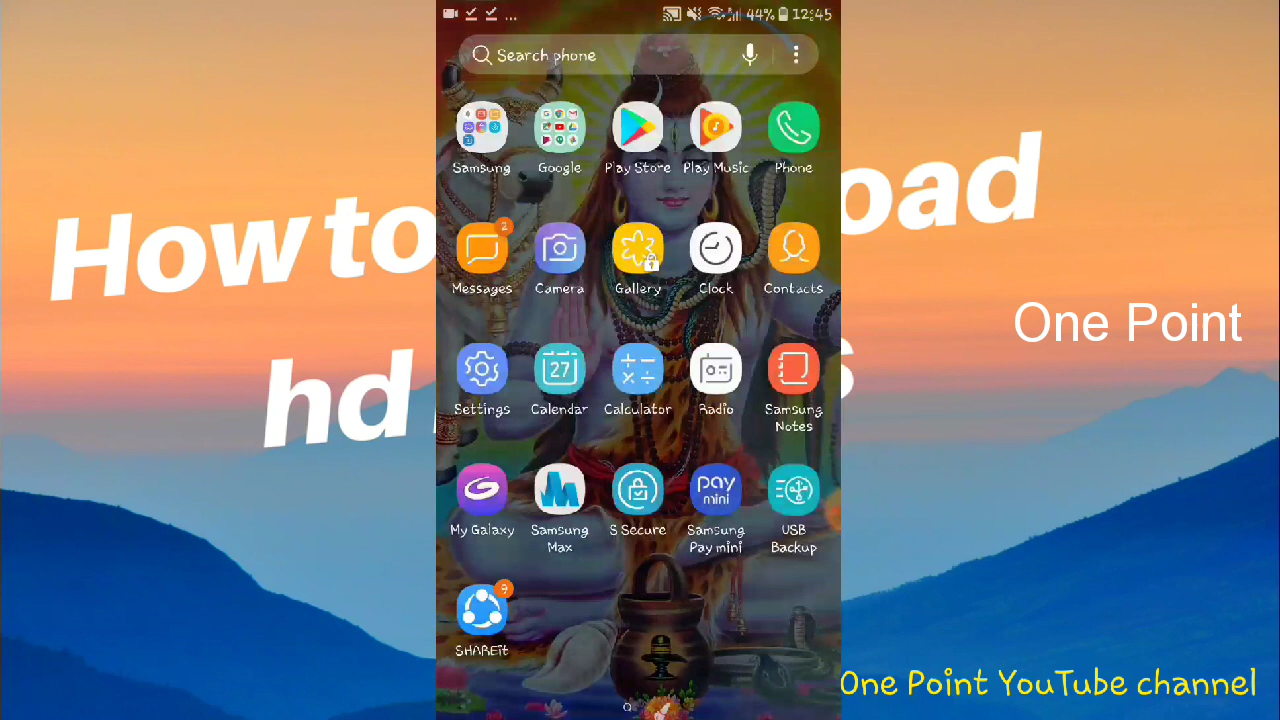 ... 44% 12:45
Search phone
Samsung Google Play Store Play Music Phone
2
Messages Camera Gallery Clock Contacts
27
Settings Calendar Calculator Radio Samsung Notes
pay mini
My Galaxy Samsung Max S Secure Samsung Pay mini USB Backup
9
SHAREit
How to
oad
hd
s
One Point
One Point YouTube channel